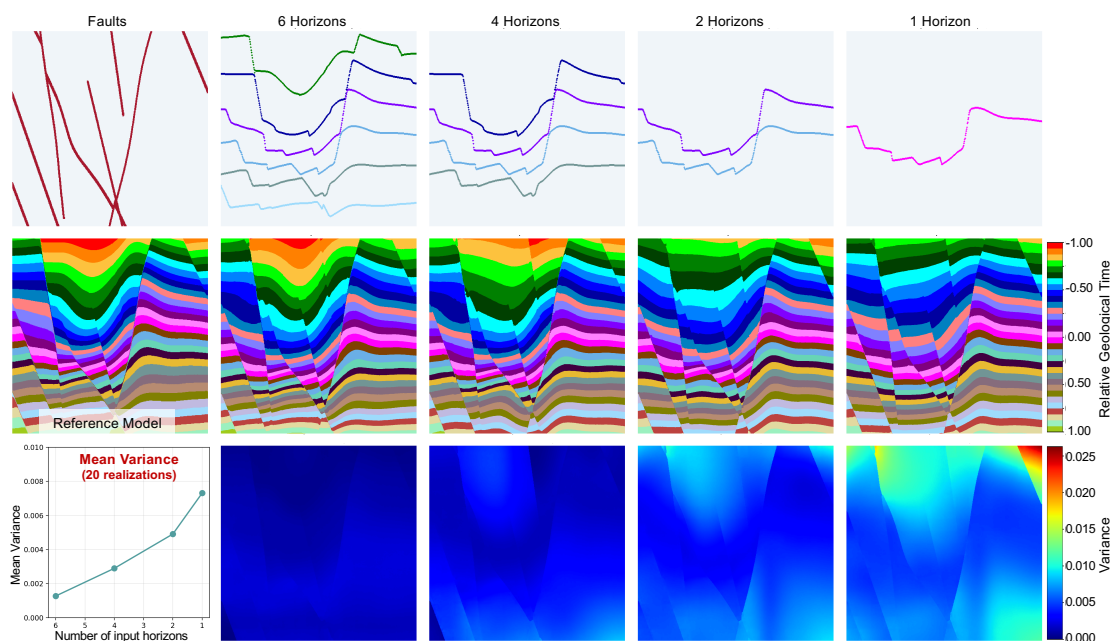 Faults
6 Horizons
4 Horizons
2 Horizons
1 Horizon
Reference Model
-1.00
-0.50
0.00
0.50
1.00
Relative Geological Time
Mean Variance
(20 realizations)
0.010
0.008
0.006
0.004
0.002
0.000
Mean Variance
6 5 4 3 2 1
Number of input horizons
0.025
0.020
0.015
0.010
0.005
0.000
Variance